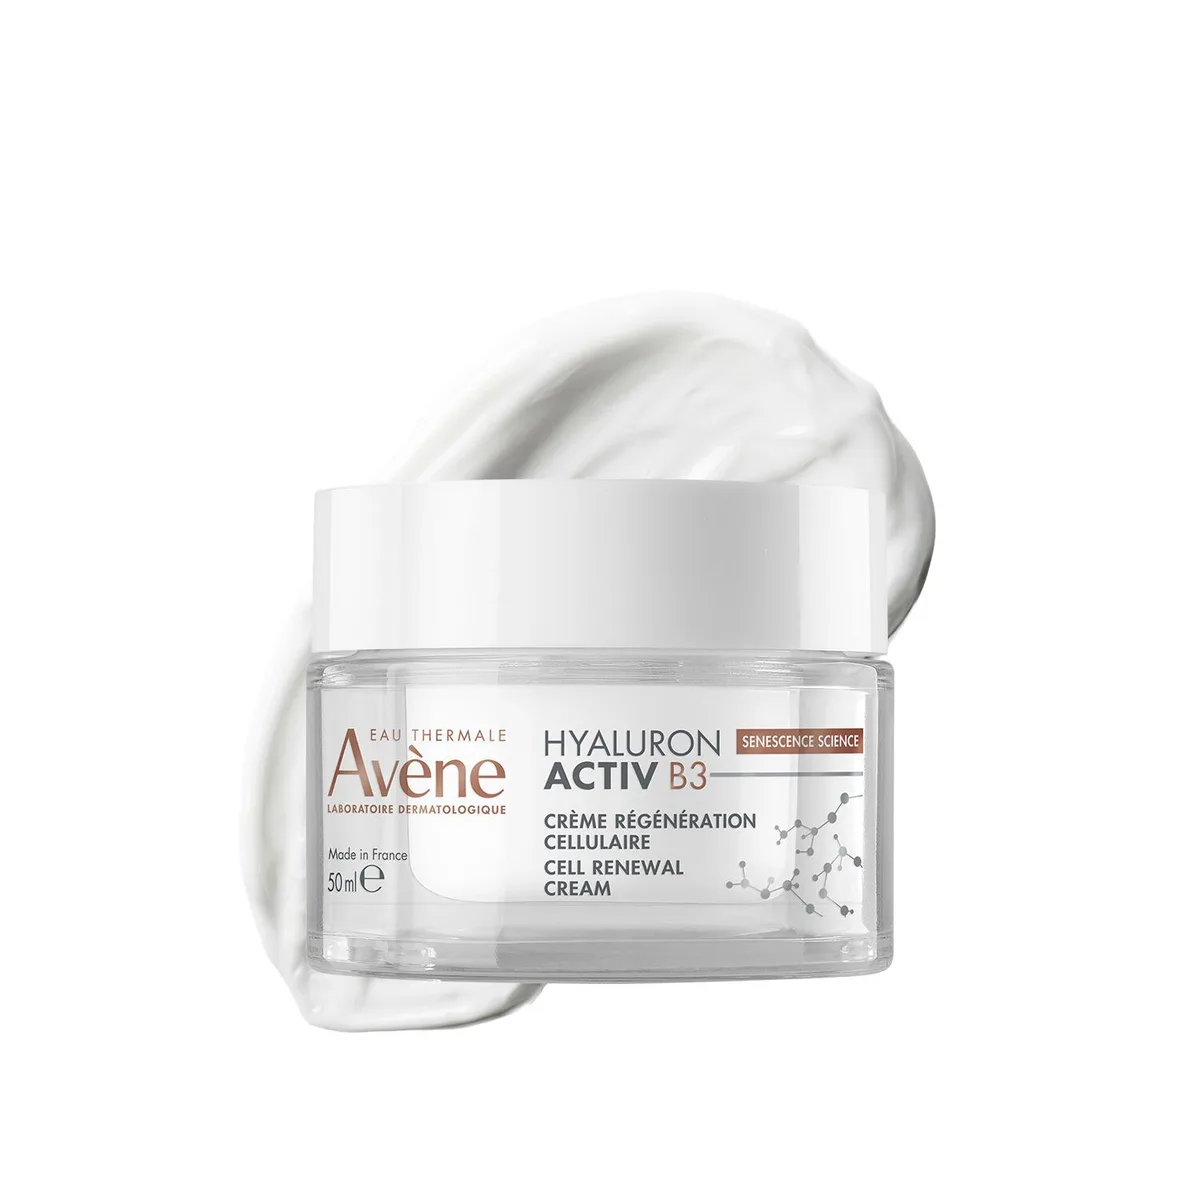 EAU THERMALE
Avène
LABORATOIRE DERMATOLOGIQUE
Made in France
50 ml ℮
HYALURON
ACTIV B3
SENESCENCE SCIENCE
CRÈME RÉGÉNÉRATION
CELLULAIRE
CELL RENEWAL
CREAM